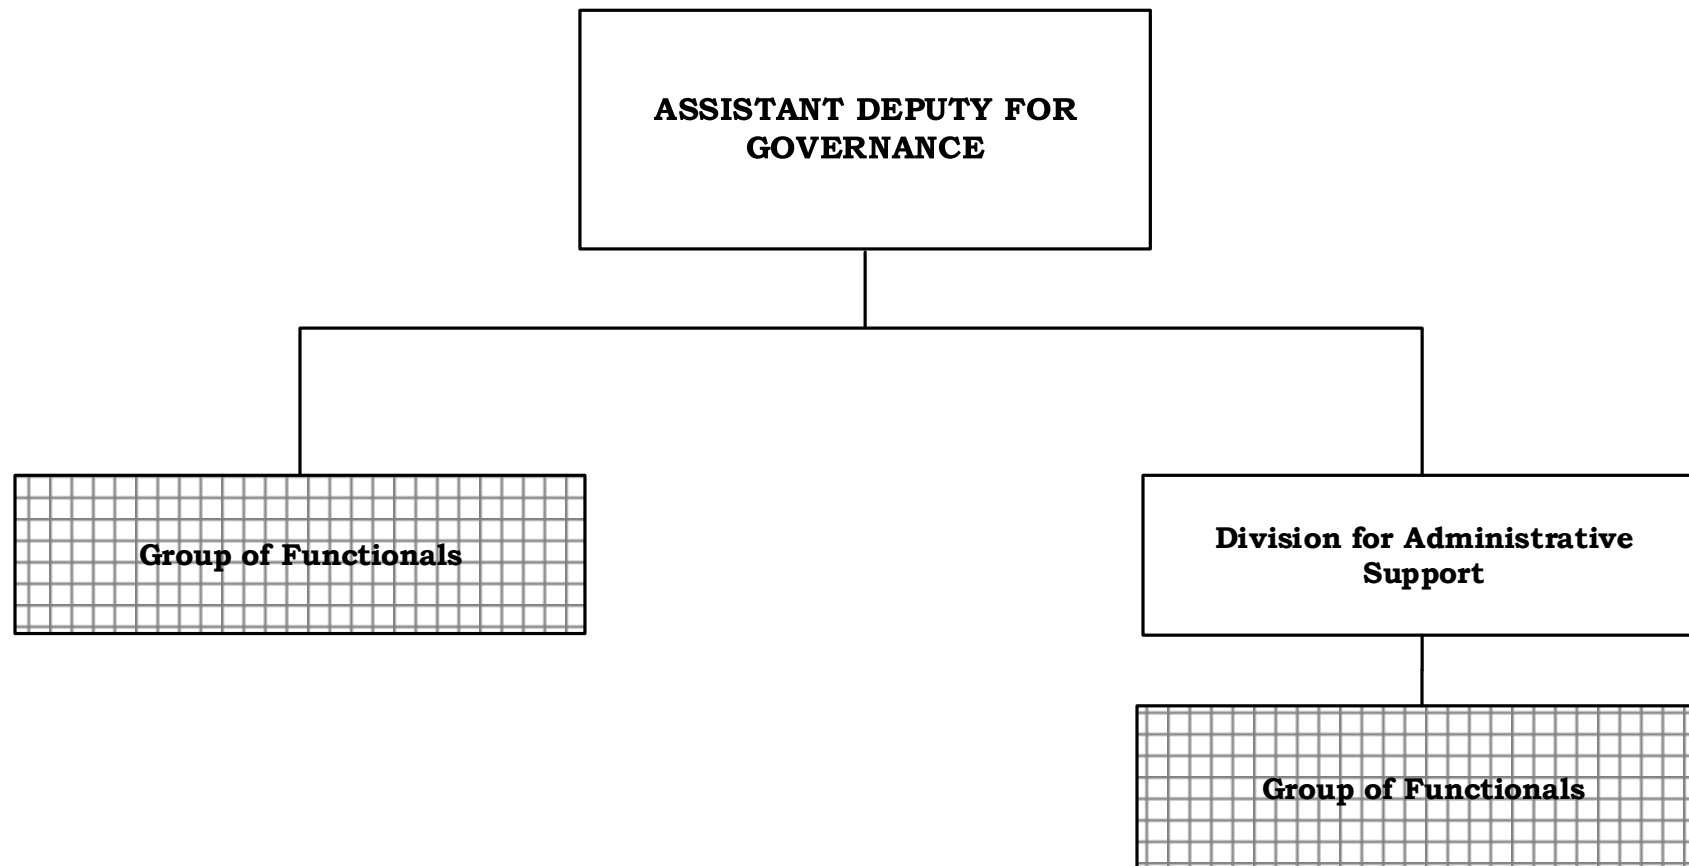 ASSISTANT DEPUTY FOR
GOVERNANCE
Group of Functionals
Division for Administrative
Support
Group of Functionals